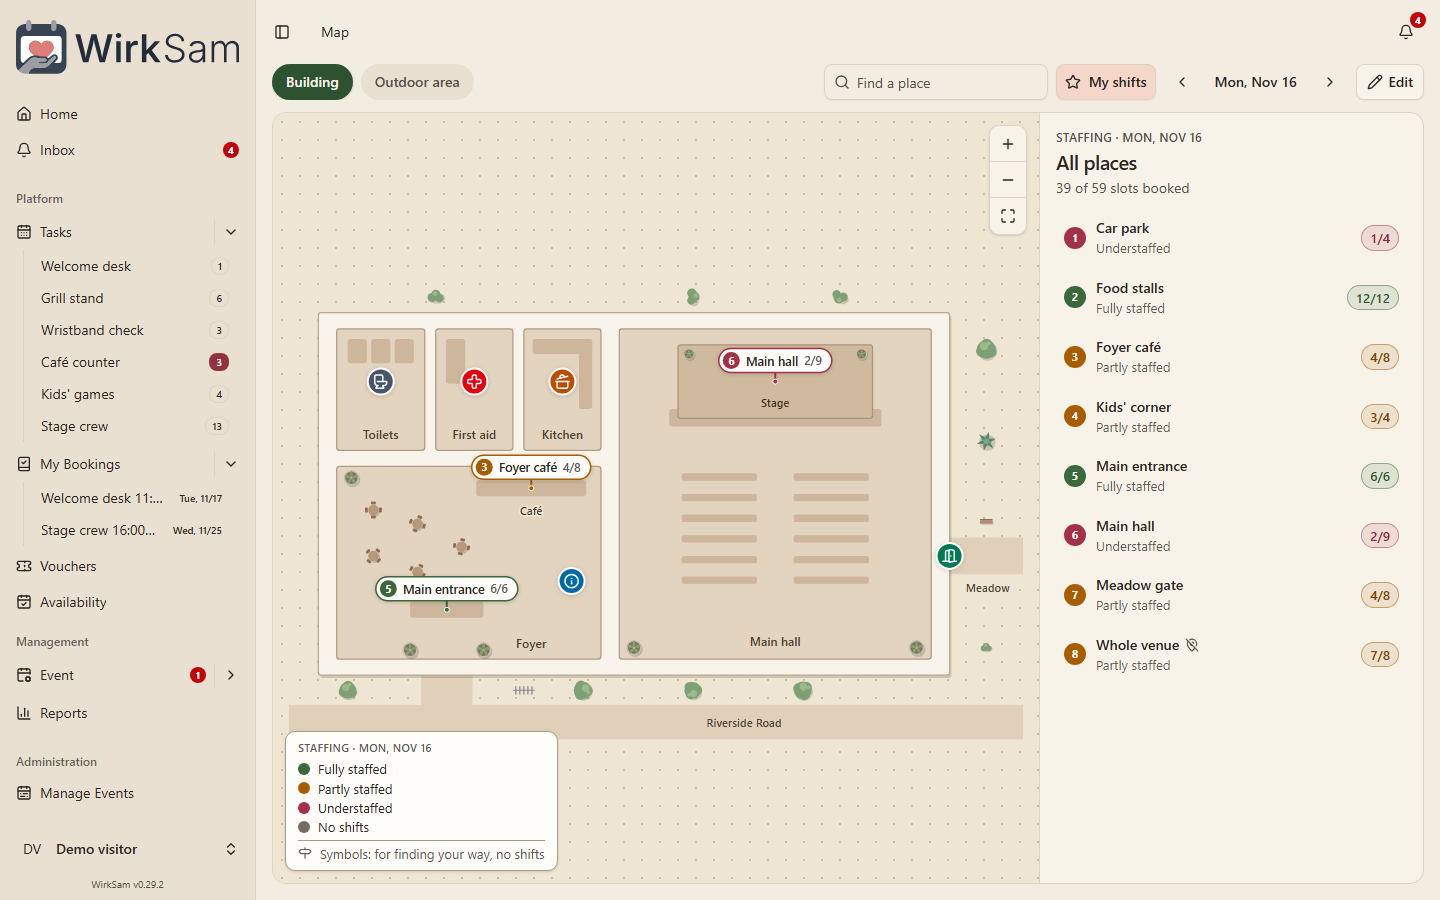 WirkSam
Home
Inbox 4
Platform
Tasks
Welcome desk 1
Grill stand 6
Wristband check 3
Café counter 3
Kids' games 4
Stage crew 13
My Bookings
Welcome desk 11:... Tue, 11/17
Stage crew 16:00... Wed, 11/25
Vouchers
Availability
Management
Event 1
Reports
Administration
Manage Events
DV Demo visitor
WirkSam v0.29.2
Map
4
Building
Outdoor area
Find a place
My shifts
Mon, Nov 16
Edit
Toilets
First aid
Kitchen
6 Main hall 2/9
Stage
3 Foyer café 4/8
Café
5 Main entrance 6/6
Foyer
Main hall
Meadow
Riverside Road
STAFFING · MON, NOV 16
Fully staffed
Partly staffed
Understaffed
No shifts
Symbols: for finding your way, no shifts
STAFFING · MON, NOV 16
All places
39 of 59 slots booked
1 Car park 1/4
Understaffed
2 Food stalls 12/12
Fully staffed
3 Foyer café 4/8
Partly staffed
4 Kids' corner 3/4
Partly staffed
5 Main entrance 6/6
Fully staffed
6 Main hall 2/9
Understaffed
7 Meadow gate 4/8
Partly staffed
8 Whole venue 7/8
Partly staffed